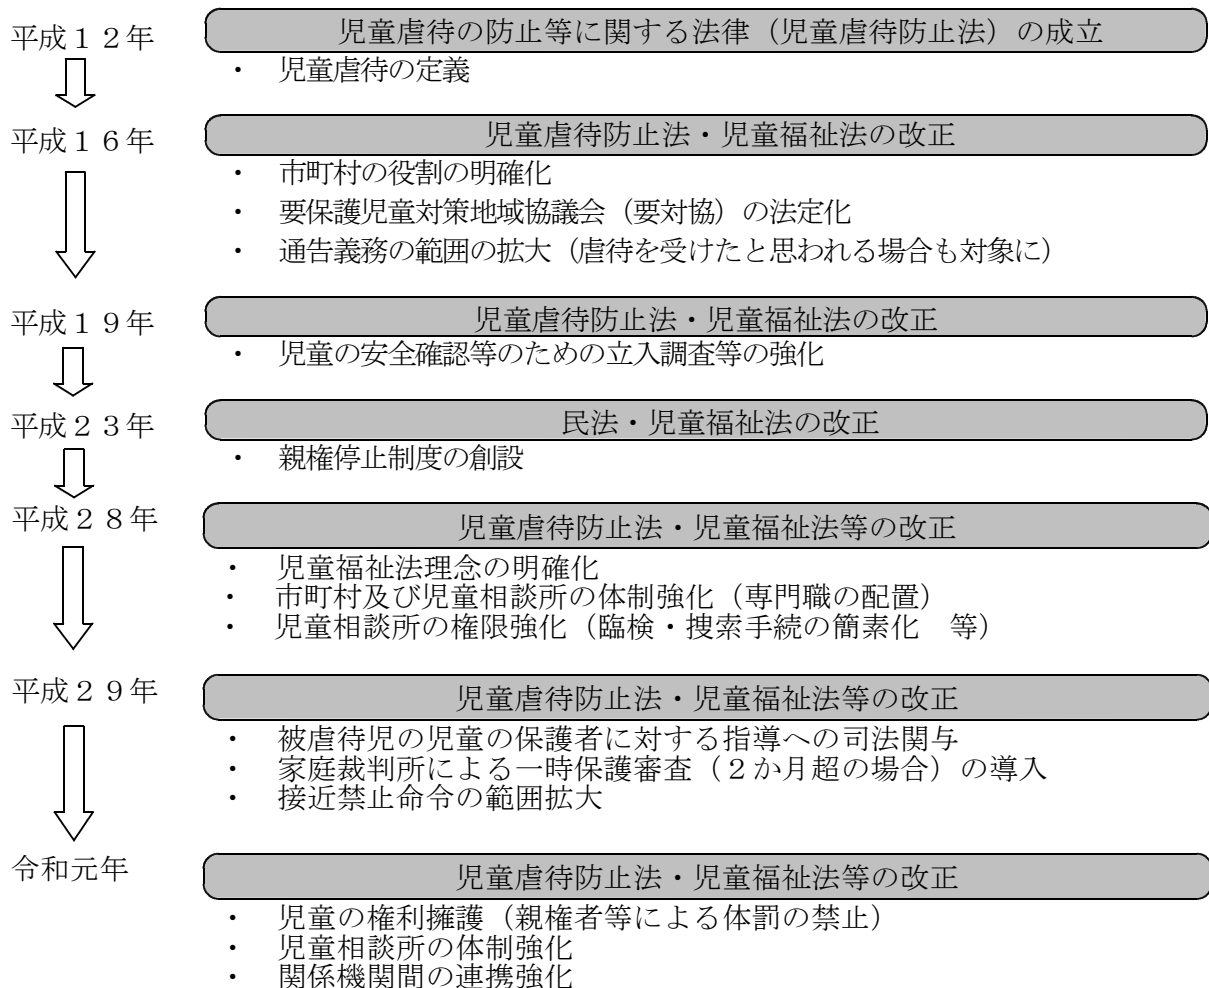 平成１２年
児童虐待の防止等に関する法律（児童虐待防止法）の成立
・ 児童虐待の定義
平成１６年
児童虐待防止法・児童福祉法の改正
・ 市町村の役割の明確化
・ 要保護児童対策地域協議会（要対協）の法定化
・ 通告義務の範囲の拡大（虐待を受けたと思われる場合も対象に）
平成１９年
児童虐待防止法・児童福祉法の改正
・ 児童の安全確認等のための立入調査等の強化
平成２３年
民法・児童福祉法の改正
・ 親権停止制度の創設
平成２８年
児童虐待防止法・児童福祉法等の改正
・ 児童福祉法理念の明確化
・ 市町村及び児童相談所の体制強化（専門職の配置）
・ 児童相談所の権限強化（臨検・捜索手続の簡素化　等）
平成２９年
児童虐待防止法・児童福祉法等の改正
・ 被虐待児の児童の保護者に対する指導への司法関与
・ 家庭裁判所による一時保護審査（２か月超の場合）の導入
・ 接近禁止命令の範囲拡大
令和元年
児童虐待防止法・児童福祉法等の改正
・ 児童の権利擁護（親権者等による体罰の禁止）
・ 児童相談所の体制強化
・ 関係機関間の連携強化